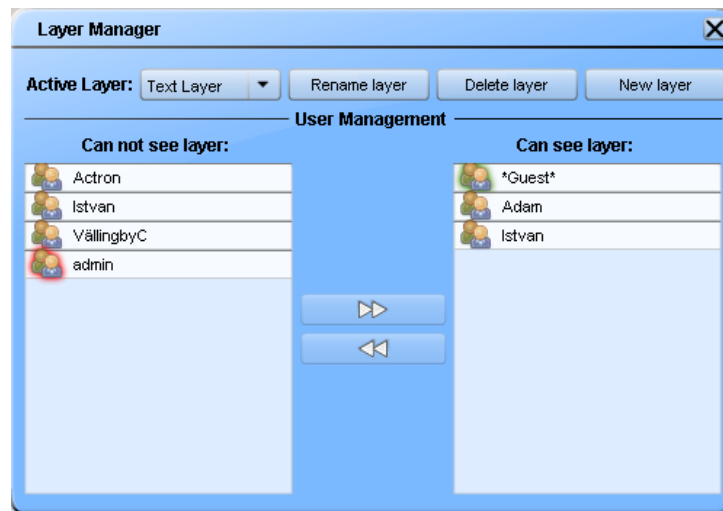 Layer Manager
Active Layer: Text Layer Rename layer Delete layer New layer
User Management
Can not see layer: Can see layer:
Actron *Guest*
Istvan Adam
VällingbyC Istvan
admin